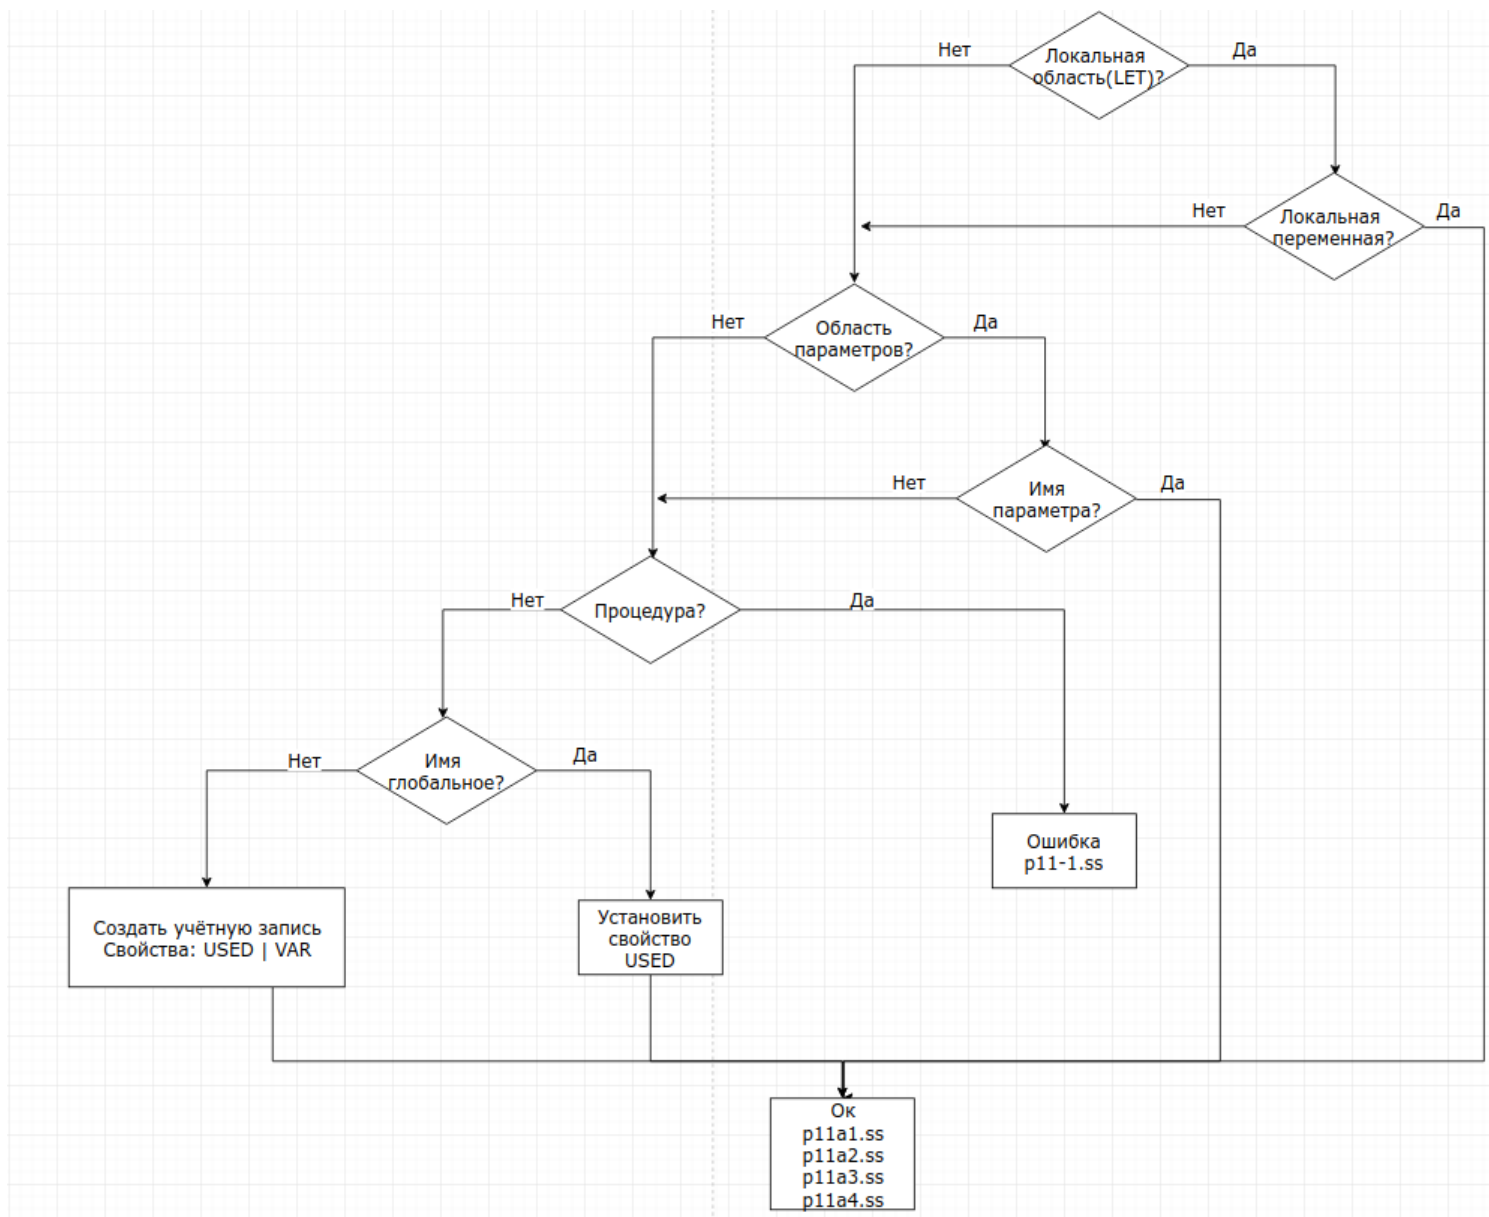 Нет
Да
Локальная
область(LET)?
Нет
Да
Локальная
переменная?
Нет
Да
Область
параметров?
Нет
Да
Имя
параметра?
Нет
Да
Процедура?
Нет
Да
Имя
глобальное?
Ошибка
p11-1.ss
Создать учётную запись
Свойства: USED | VAR
Установить
свойство
USED
Ок
p11a1.ss
p11a2.ss
p11a3.ss
p11a4.ss